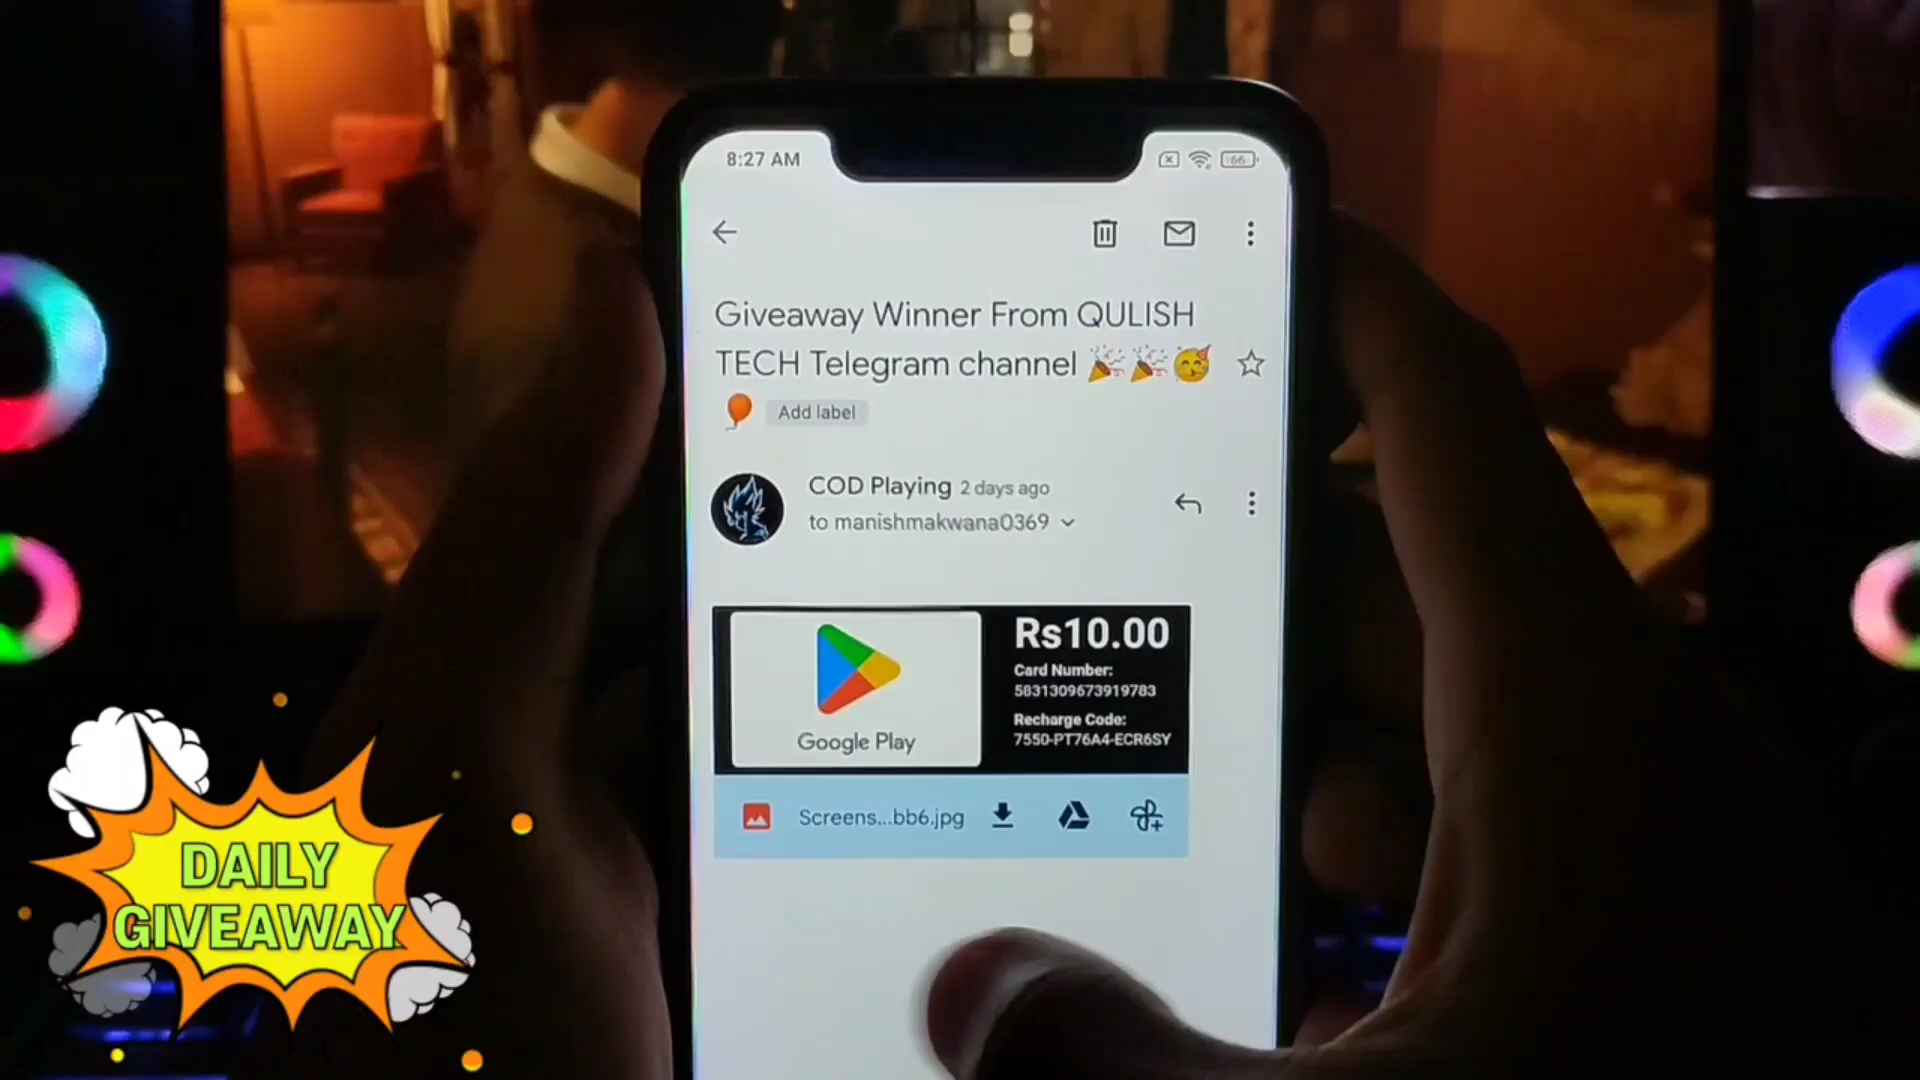 8:27 AM
66
Giveaway Winner From QULISH
TECH Telegram channel 🎉🎉🥳
🎈 Add label
COD Playing 2 days ago
to manishmakwana0369
Rs10.00
Card Number:
5831309673919783
Recharge Code:
7550-PT76A4-ECR6SY
Google Play
Screens...bb6.jpg
DAILY
GIVEAWAY